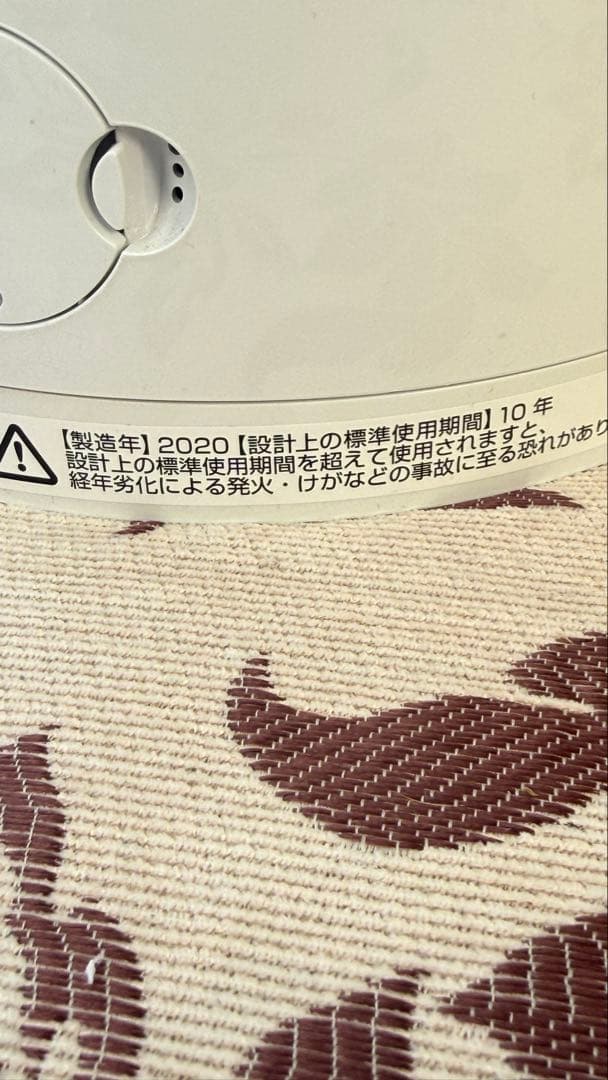 【製造年】2020【設計上の標準使用期間】10年
設計上の標準使用期間を超えて使用されますと、
経年劣化による発火・けがなどの事故に至る恐れがあり